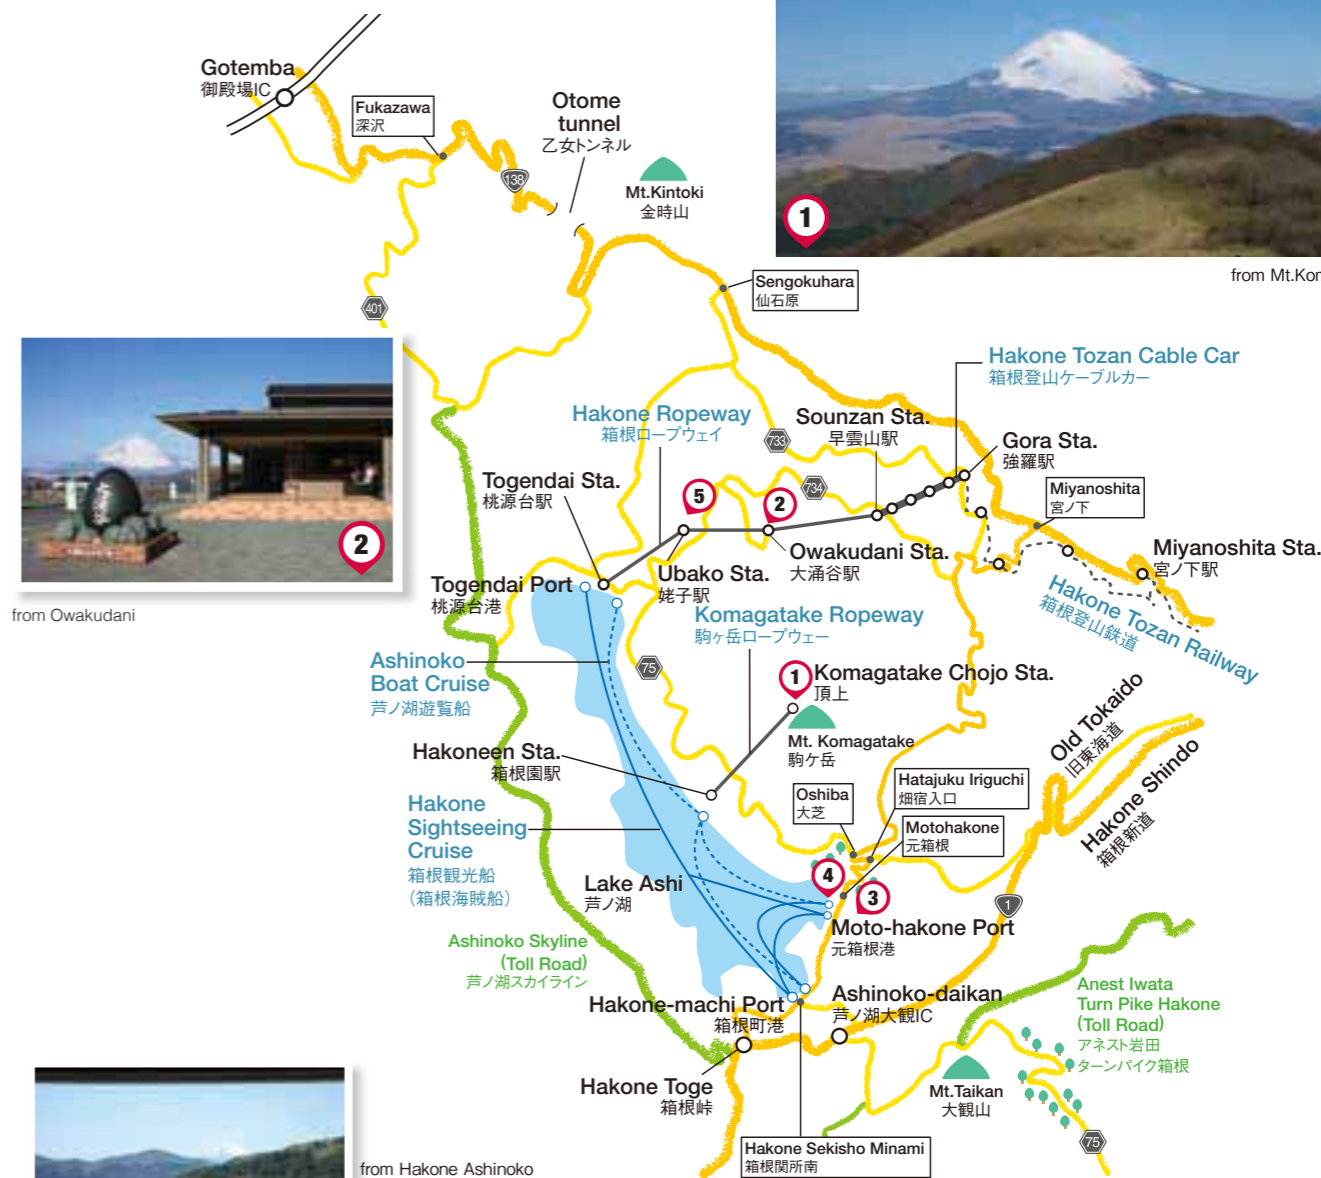 Gotemba
御殿場IC
Fukazawa
深沢
Otome
tunnel
乙女トンネル
138
Mt.Kintoki
金時山
1
from Mt.Kom
Sengokuhara
仙石原
401
Hakone Tozan Cable Car
箱根登山ケーブルカー
Hakone Ropeway
箱根ロープウェイ
Sounzan Sta.
早雲山駅
733
Gora Sta.
強羅駅
Togendai Sta.
桃源台駅
5
2
734
Miyanoshita
宮ノ下
2
Owakudani Sta.
大涌谷駅
Miyanoshita Sta.
宮ノ下駅
Togendai Port
桃源台港
Ubako Sta.
姥子駅
from Owakudani
Komagatake Ropeway
駒ヶ岳ロープウェー
Hakone Tozan Railway
箱根登山鉄道
Ashinoko
Boat Cruise
芦ノ湖遊覧船
75
1
Komagatake Chojo Sta.
頂上
Mt. Komagatake
駒ケ岳
Hakoneen Sta.
箱根園駅
Old Tokaido
旧東海道
Hakone Shindo
箱根新道
Oshiba
大芝
Hatajuku Iriguchi
畑宿入口
Hakone
Sightseeing
Cruise
箱根観光船
(箱根海賊船)
Motohakone
元箱根
Lake Ashi
芦ノ湖
4
3
1
Moto-hakone Port
元箱根港
Ashinoko Skyline
(Toll Road)
芦ノ湖スカイライン
Hakone-machi Port
箱根町港
Ashinoko-daikan
芦ノ湖大観IC
Anest Iwata
Turn Pike Hakone
(Toll Road)
アネスト岩田
ターンパイク箱根
Hakone Toge
箱根峠
Mt.Taikan
大観山
75
Hakone Sekisho Minami
箱根関所南
from Hakone Ashinoko